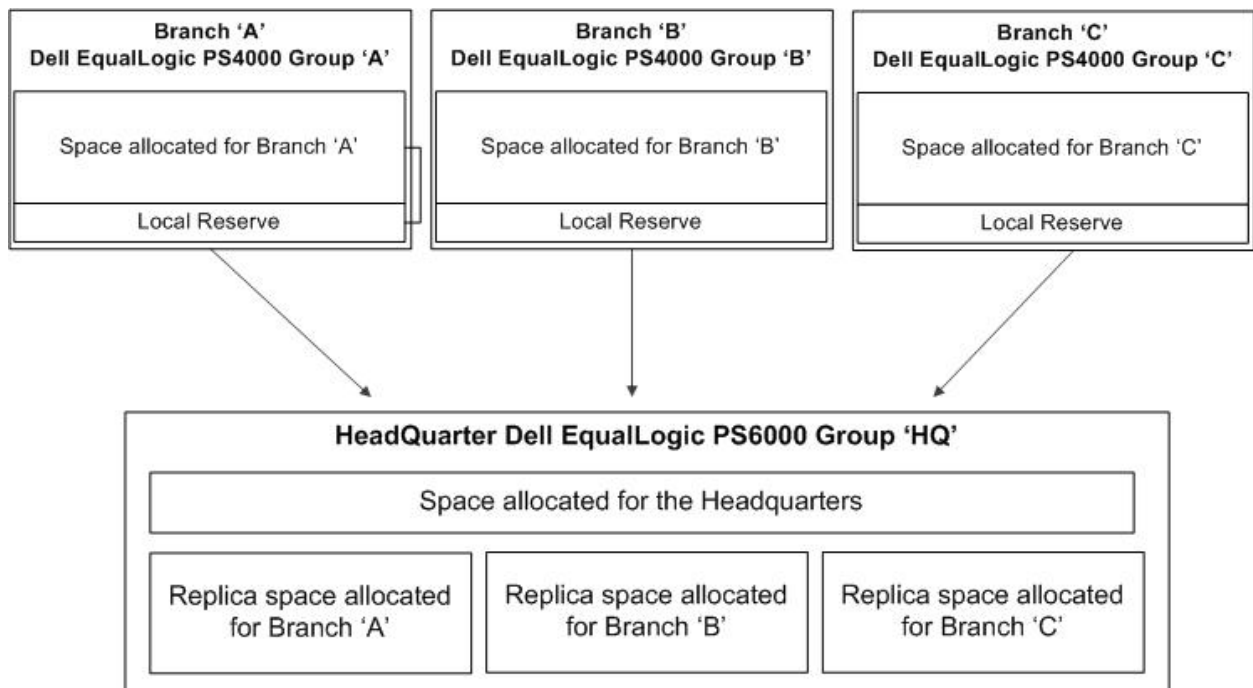 Branch ‘A’
Dell EqualLogic PS4000 Group ‘A’
Space allocated for Branch ‘A’
Local Reserve
Branch ‘B’
Dell EqualLogic PS4000 Group ‘B’
Space allocated for Branch ‘B’
Local Reserve
Branch ‘C’
Dell EqualLogic PS4000 Group ‘C’
Space allocated for Branch ‘C’
Local Reserve
HeadQuarter Dell EqualLogic PS6000 Group ‘HQ’
Space allocated for the Headquarters
Replica space allocated
for Branch ‘A’
Replica space allocated
for Branch ‘B’
Replica space allocated
for Branch ‘C’